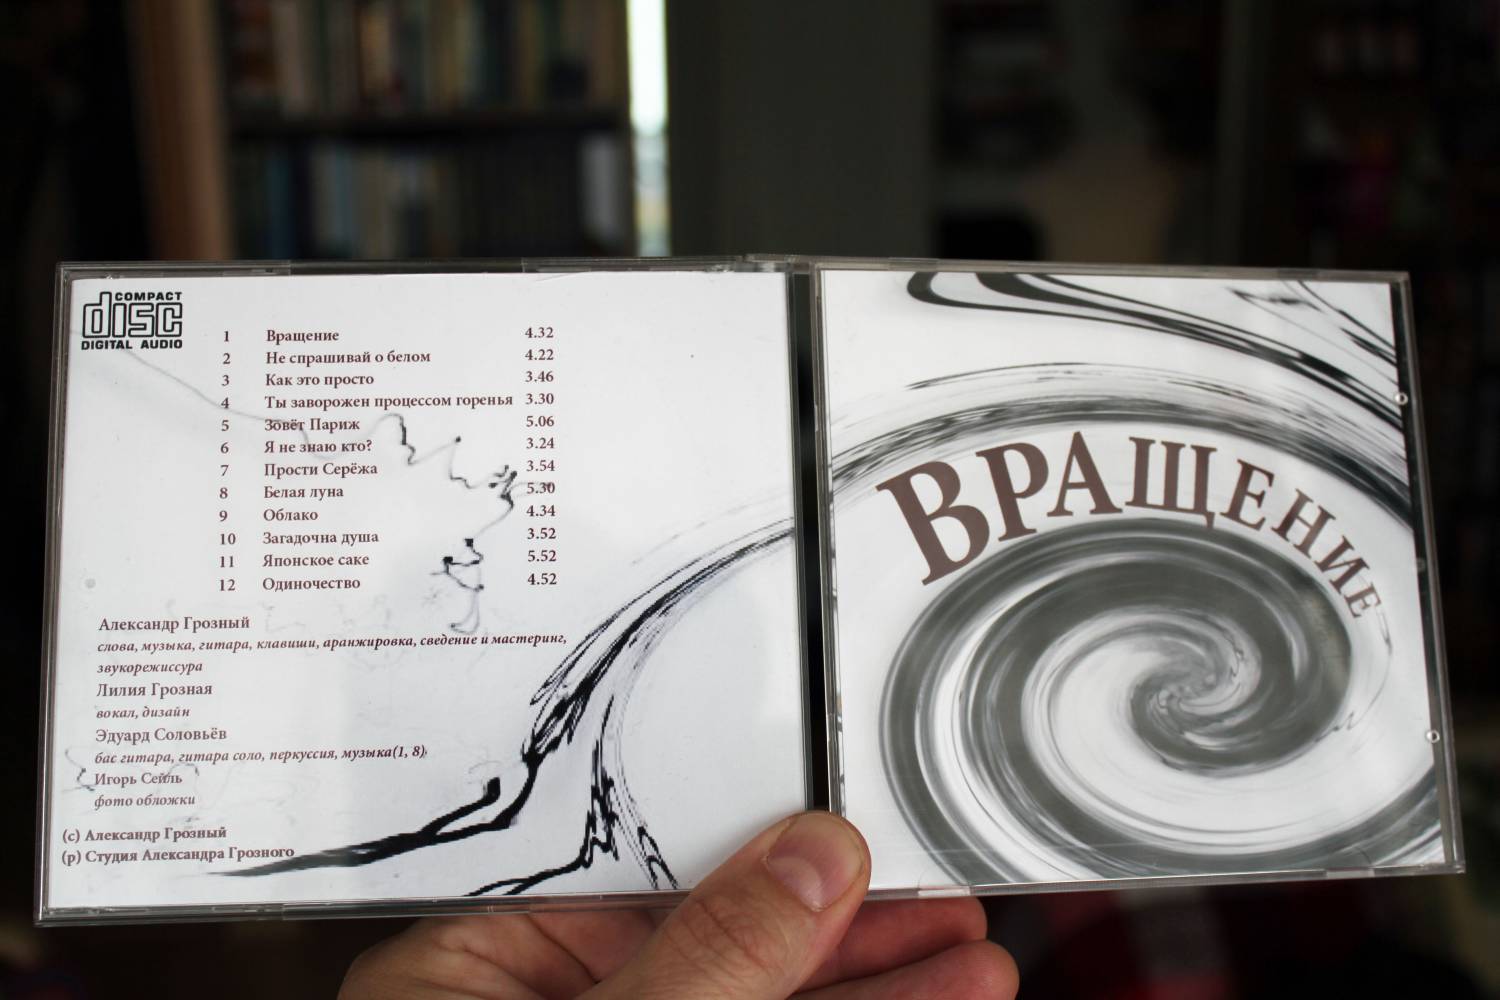 COMPACT
disc
DIGITAL AUDIO
1 Вращение 4.32
2 Не спрашивай о белом 4.22
3 Как это просто 3.46
4 Ты заворожен процессом горенья 3.30
5 Зовёт Париж 5.06
6 Я не знаю кто? 3.24
7 Прости Серёжа 3.54
8 Белая луна 5.30
9 Облако 4.34
10 Загадочна душа 3.52
11 Японское саке 5.52
12 Одиночество 4.52
Александр Грозный
слова, музыка, гитара, клавиши, аранжировка, сведение и мастеринг,
звукорежиссура
Лилия Грозная
вокал, дизайн
Эдуард Соловьёв
бас гитара, гитара соло, перкуссия, музыка(1, 8)
Игорь Сейль
фото обложки
(c) Александр Грозный
(p) Студия Александра Грозного
ВРАЩЕНИЕ